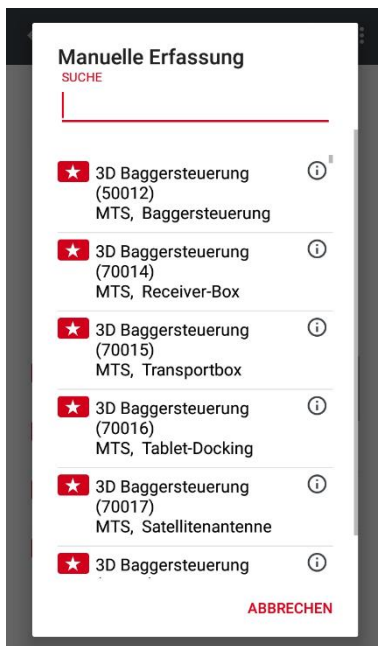 Manuelle Erfassung
SUCHE
3D Baggersteuerung
(50012)
MTS, Baggersteuerung
3D Baggersteuerung
(70014)
MTS, Receiver-Box
3D Baggersteuerung
(70015)
MTS, Transportbox
3D Baggersteuerung
(70016)
MTS, Tablet-Docking
3D Baggersteuerung
(70017)
MTS, Satellitenantenne
3D Baggersteuerung
ABBRECHEN